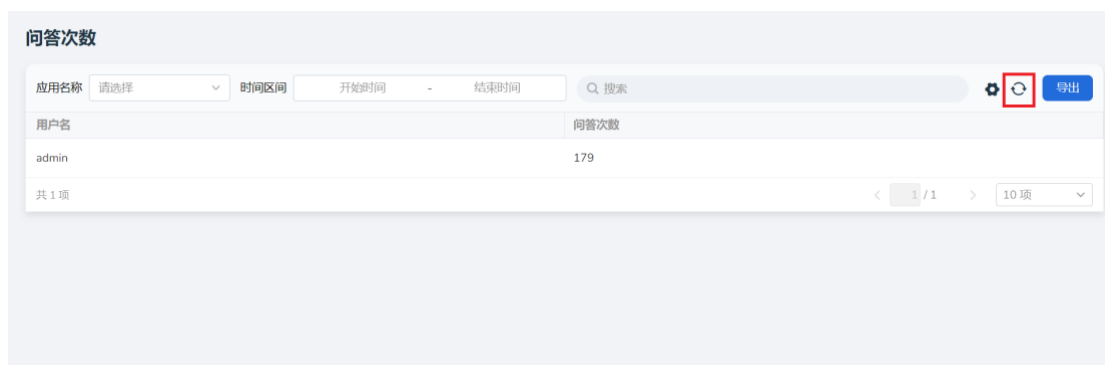 问答次数
应用名称 请选择 时间区间 开始时间 - 结束时间 搜索 导出
用户名 问答次数
admin 179
共 1 项 1 / 1 10 项